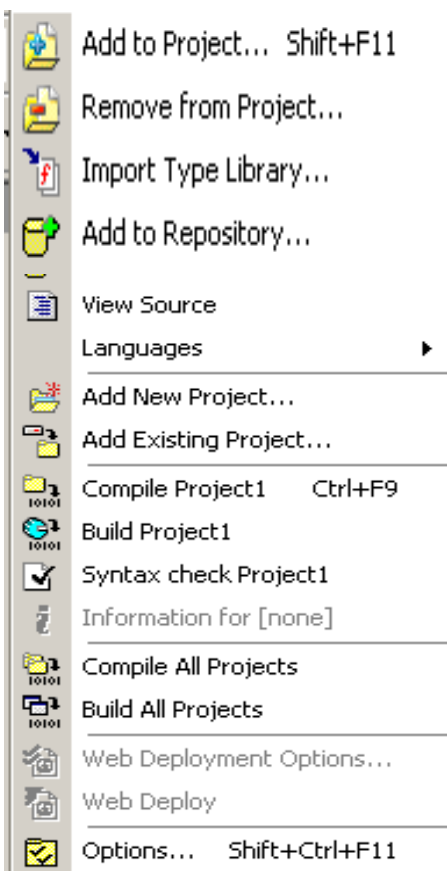 Add to Project... Shift+F11
Remove from Project...
Import Type Library...
Add to Repository...
View Source
Languages
Add New Project...
Add Existing Project...
Compile Project1 Ctrl+F9
Build Project1
Syntax check Project1
Information for [none]
Compile All Projects
Build All Projects
Web Deployment Options...
Web Deploy
Options... Shift+Ctrl+F11